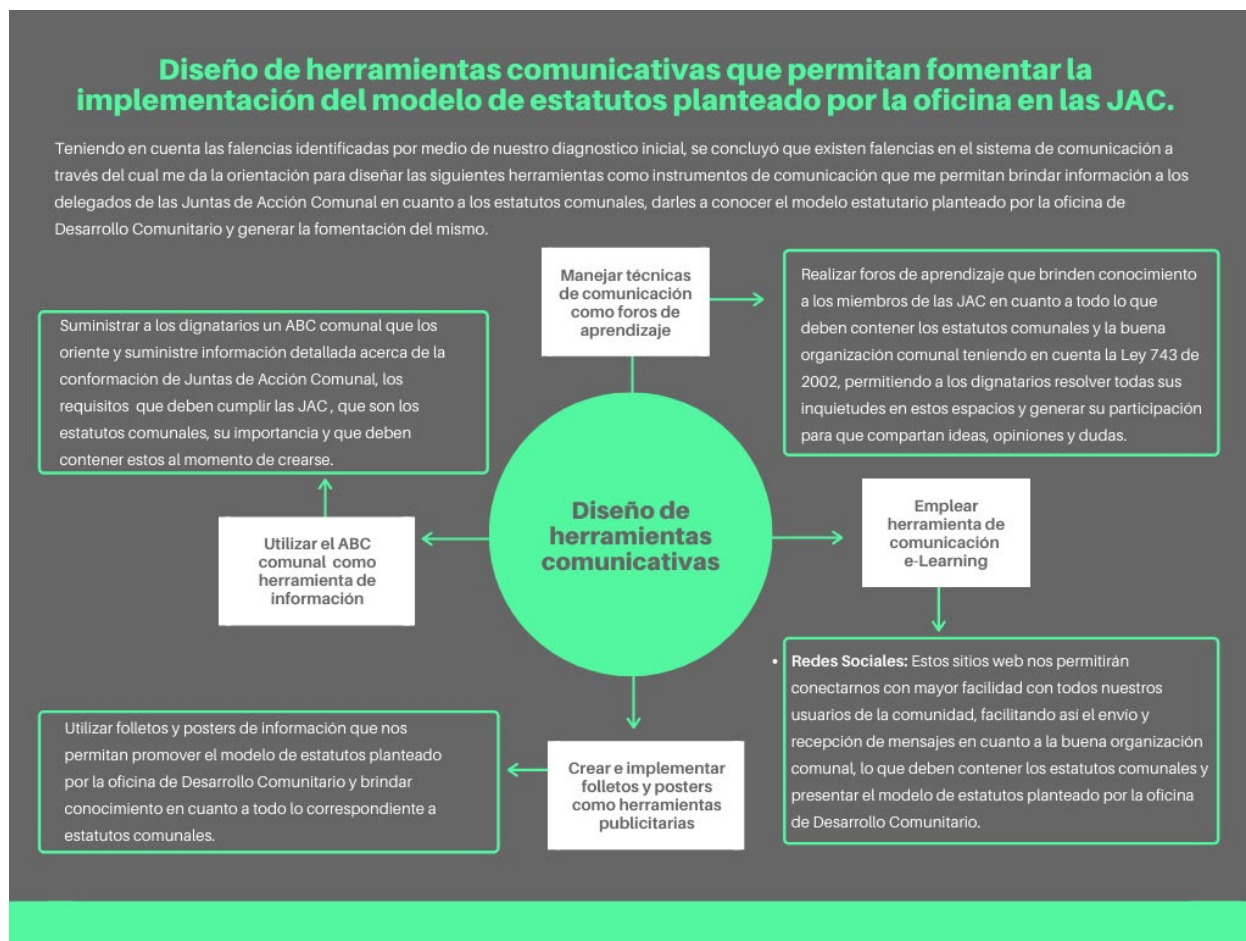 Diseño de herramientas comunicativas que permitan fomentar la
implementación del modelo de estatutos planteado por la oficina en las JAC.
Teniendo en cuenta las falencias identificadas por medio de nuestro diagnostico inicial, se concluyó que existen falencias en el sistema de comunicación a
través del cual me da la orientación para diseñar las siguientes herramientas como instrumentos de comunicación que me permitan brindar información a los
delegados de las Juntas de Acción Comunal en cuanto a los estatutos comunales, darles a conocer el modelo estatutario planteado por la oficina de
Desarrollo Comunitario y generar la fomentación del mismo.
Manejar técnicas
de comunicación
como foros de
aprendizaje
Realizar foros de aprendizaje que brinden conocimiento
a los miembros de las JAC en cuanto a todo lo que
deben contener los estatutos comunales y la buena
organización comunal teniendo en cuenta la Ley 743 de
2002, permitiendo a los dignatarios resolver todas sus
inquietudes en estos espacios y generar su participación
para que compartan ideas, opiniones y dudas.
Suministrar a los dignatarios un ABC comunal que los
oriente y suministre información detallada acerca de la
conformación de Juntas de Acción Comunal, los
requisitos que deben cumplir las JAC , que son los
estatutos comunales, su importancia y que deben
contener estos al momento de crearse.
Utilizar el ABC
comunal como
herramienta de
información
Diseño de
herramientas
comunicativas
Emplear
herramienta de
comunicación
e-Learning
• Redes Sociales: Estos sitios web nos permitirán
conectarnos con mayor facilidad con todos nuestros
usuarios de la comunidad, facilitando así el envío y
recepción de mensajes en cuanto a la buena organización
comunal, lo que deben contener los estatutos comunales y
presentar el modelo de estatutos planteado por la oficina
de Desarrollo Comunitario.
Utilizar folletos y posters de información que nos
permitan promover el modelo de estatutos planteado
por la oficina de Desarrollo Comunitario y brindar
conocimiento en cuanto a todo lo correspondiente a
estatutos comunales.
Crear e implementar
folletos y posters
como herramientas
publicitarias